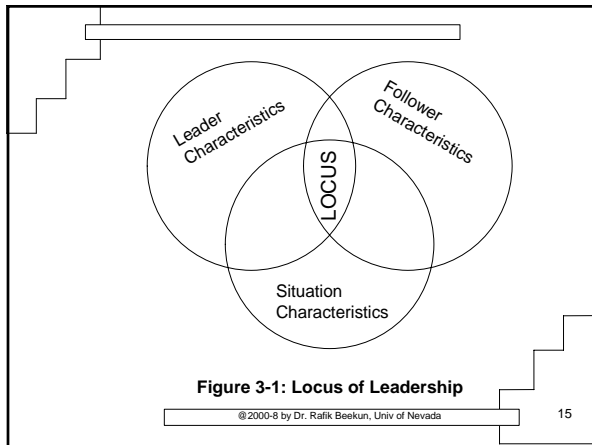 Leader
Characteristics
Follower
Characteristics
LOCUS
Situation
Characteristics
Figure 3-1: Locus of Leadership
@2000-8 by Dr. Rafik Beekun, Univ of Nevada
15